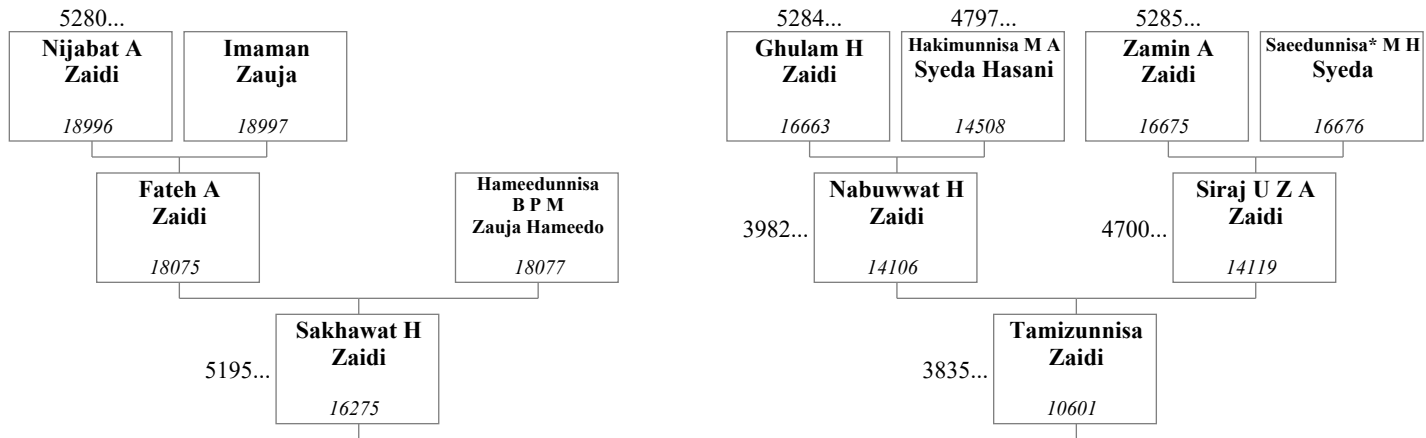 5280...
Nijabat A
Zaidi
18996
Imaman
Zauja
18997
5284...
Ghulam H
Zaidi
16663
4797...
Hakimunnisa M A
Syeda Hasani
14508
5285...
Zamin A
Zaidi
16675
Saeedunnisa* M H
Syeda
16676
Fateh A
Zaidi
18075
Hameedunnisa
B P M
Zauja Hameedo
18077
3982...
Nabuwwat H
Zaidi
14106
4700...
Siraj U Z A
Zaidi
14119
5195...
Sakhawat H
Zaidi
16275
3835...
Tamizunnisa
Zaidi
10601